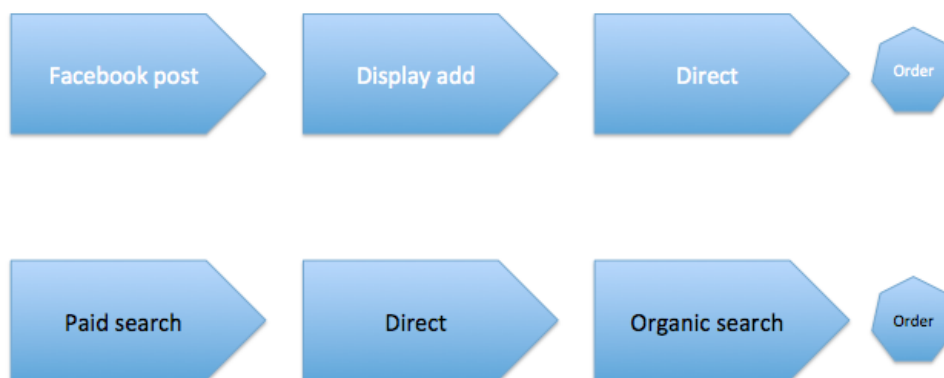 Facebook post
Display add
Direct
Order
Paid search
Direct
Organic search
Order